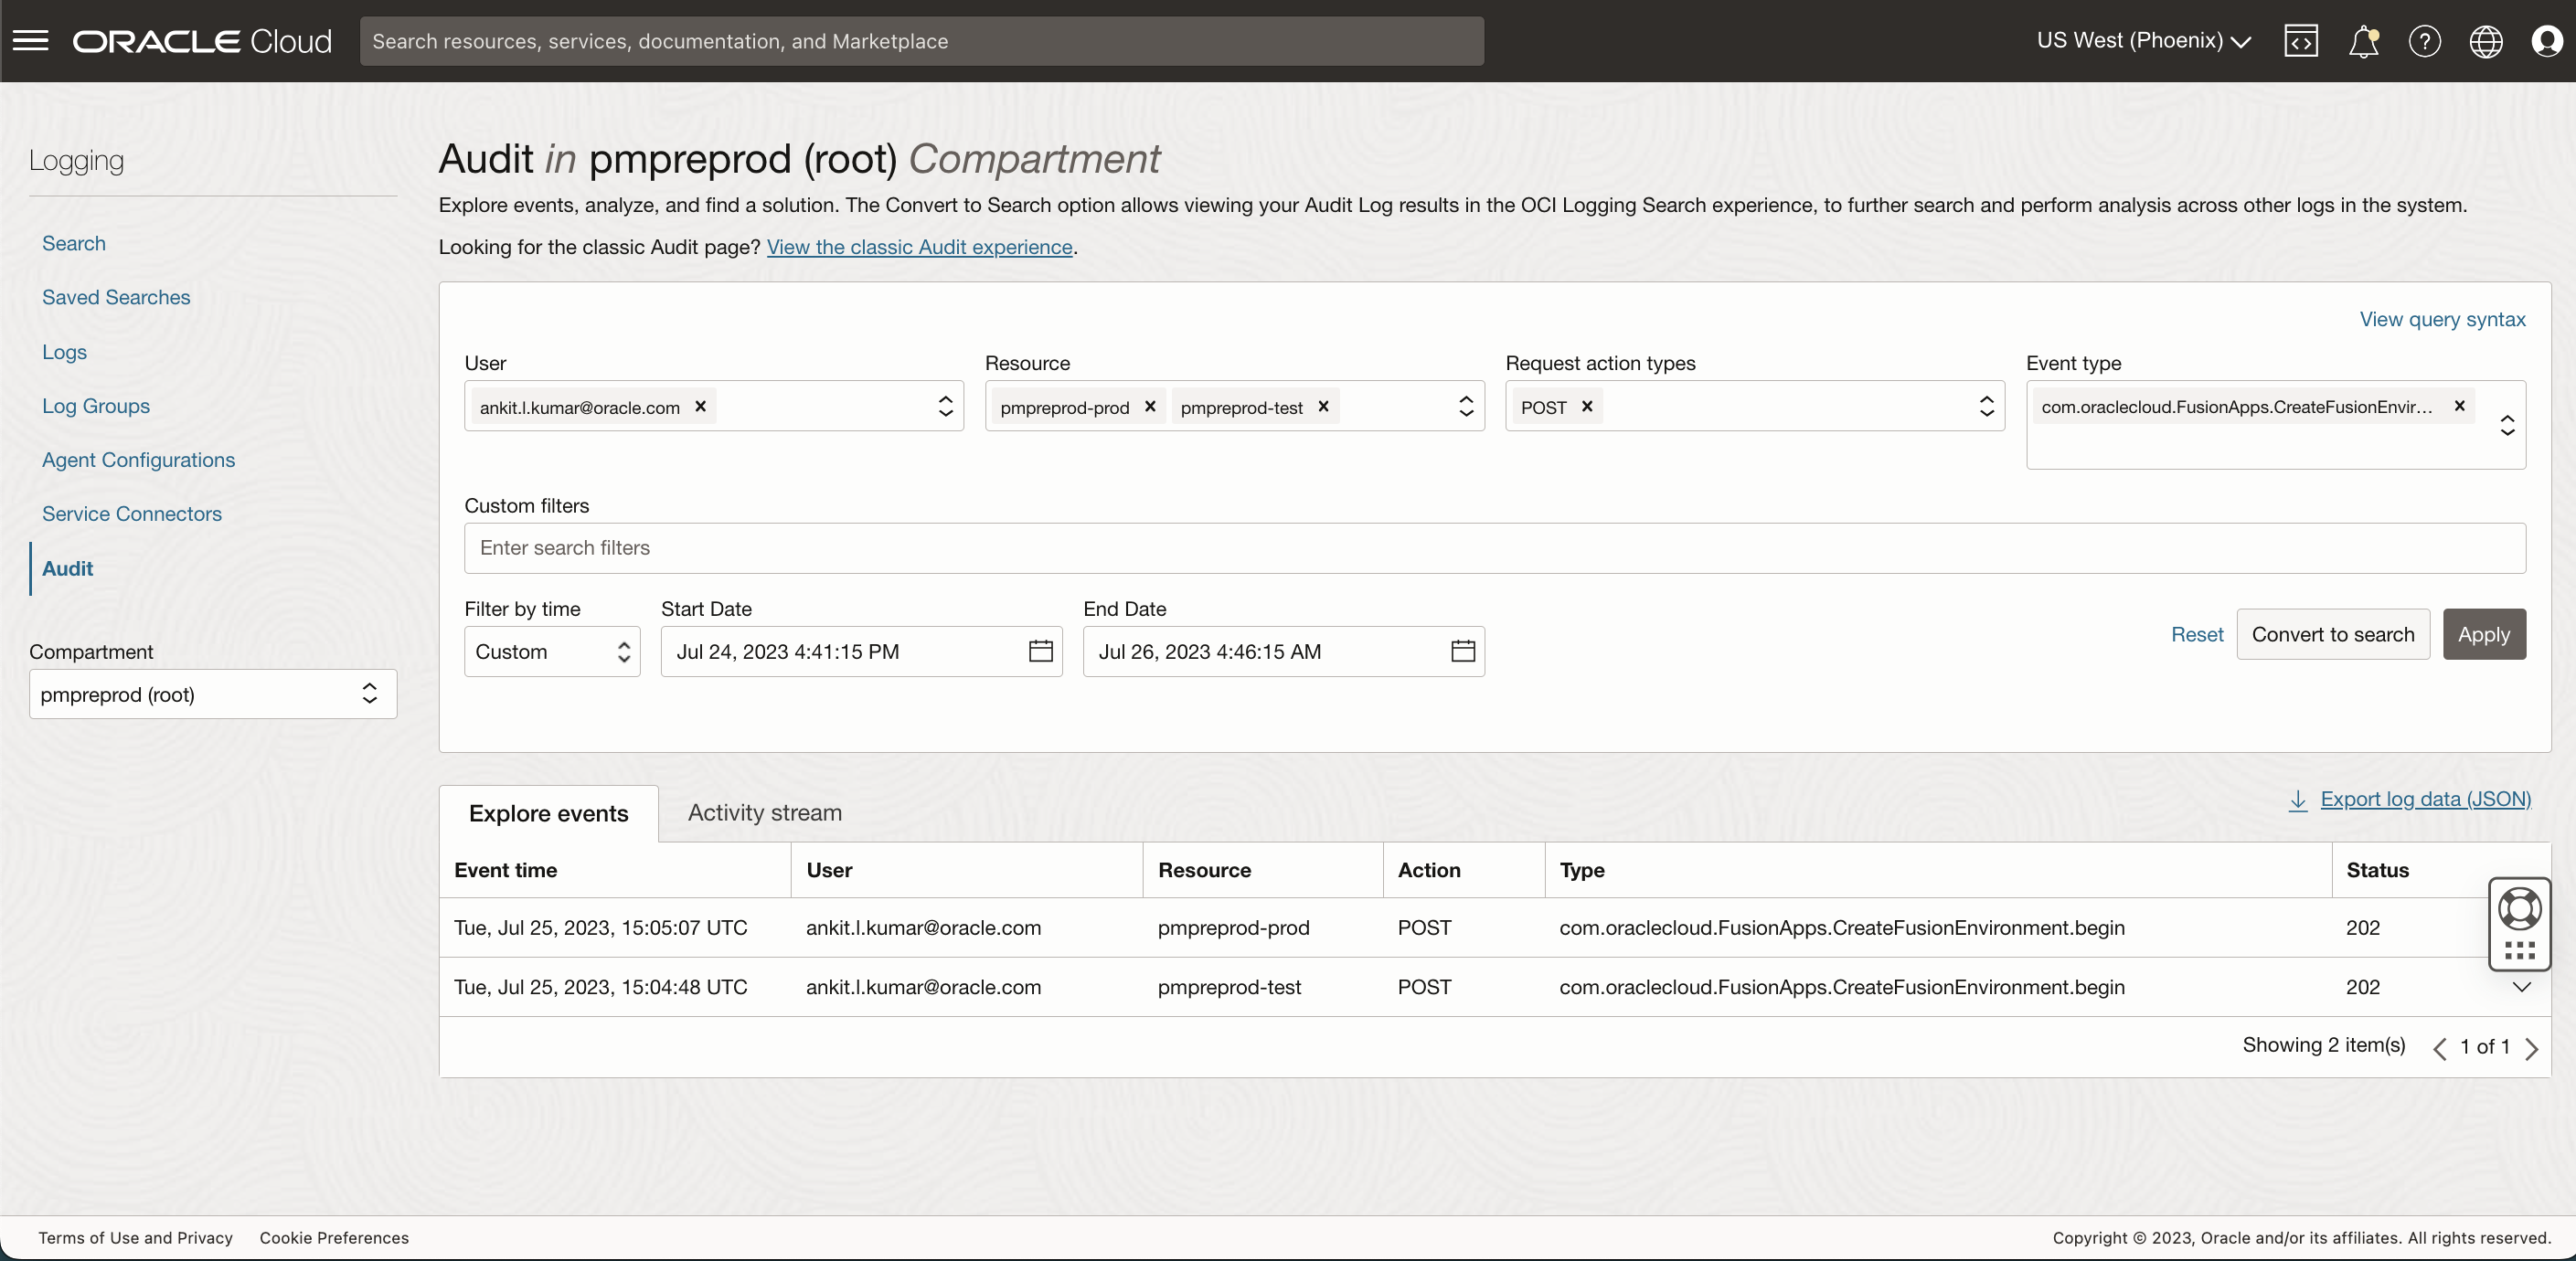 ORACLE Cloud
Search resources, services, documentation, and Marketplace
US West (Phoenix)
Logging
Search
Saved Searches
Logs
Log Groups
Agent Configurations
Service Connectors
Audit
Compartment
pmpreprod (root)
Audit in pmpreprod (root) Compartment
Explore events, analyze, and find a solution. The Convert to Search option allows viewing your Audit Log results in the OCI Logging Search experience, to further search and perform analysis across other logs in the system.
Looking for the classic Audit page? View the classic Audit experience.
View query syntax
User Resource Request action types Event type
ankit.l.kumar@oracle.com × pmpreprod-prod × pmpreprod-test × POST × com.oraclecloud.FusionApps.CreateFusionEnvir... ×
Custom filters
Enter search filters
Filter by time Start Date End Date
Custom Jul 24, 2023 4:41:15 PM Jul 26, 2023 4:46:15 AM
Reset Convert to search Apply
Explore events Activity stream
Export log data (JSON)
Event time User Resource Action Type Status
Tue, Jul 25, 2023, 15:05:07 UTC ankit.l.kumar@oracle.com pmpreprod-prod POST com.oraclecloud.FusionApps.CreateFusionEnvironment.begin 202
Tue, Jul 25, 2023, 15:04:48 UTC ankit.l.kumar@oracle.com pmpreprod-test POST com.oraclecloud.FusionApps.CreateFusionEnvironment.begin 202
Showing 2 item(s) 1 of 1
Terms of Use and Privacy Cookie Preferences
Copyright © 2023, Oracle and/or its affiliates. All rights reserved.